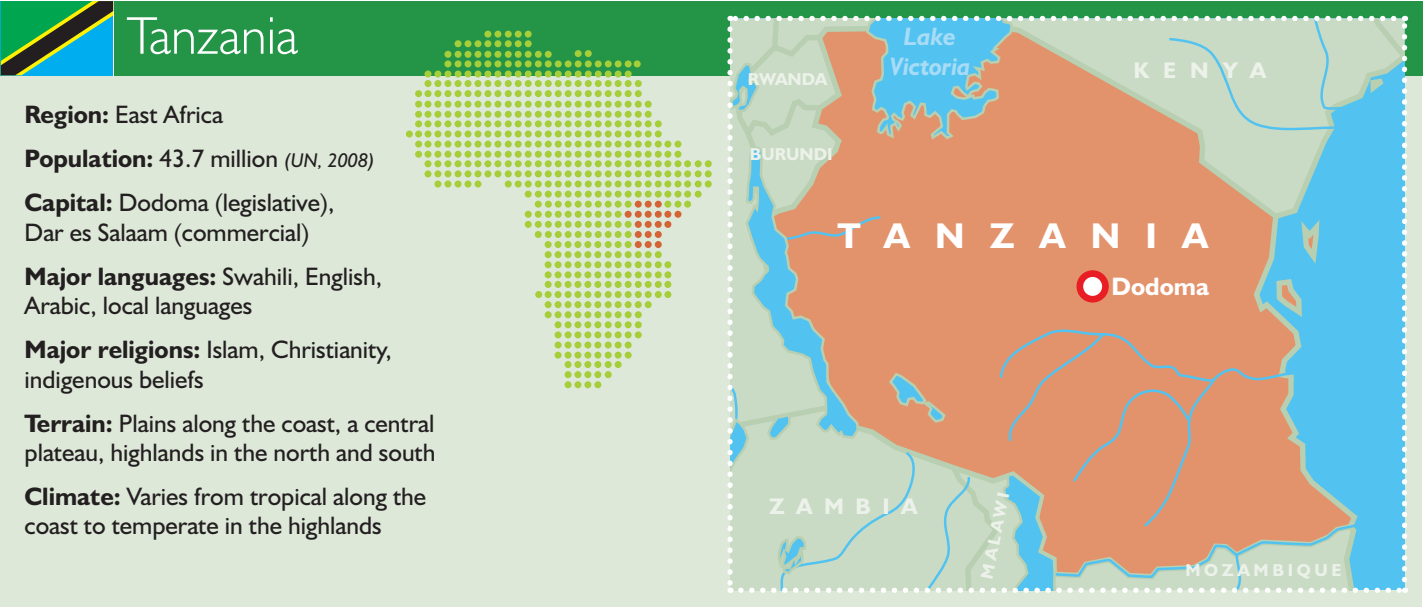 Tanzania
Region: East Africa
Population: 43.7 million (UN, 2008)
Capital: Dodoma (legislative),
Dar es Salaam (commercial)
Major languages: Swahili, English,
Arabic, local languages
Major religions: Islam, Christianity,
indigenous beliefs
Terrain: Plains along the coast, a central
plateau, highlands in the north and south
Climate: Varies from tropical along the
coast to temperate in the highlands
Lake
Victoria
RWANDA
KENYA
BURUNDI
TANZANIA
Dodoma
ZAMBIA
MALAWI
MOZAMBIQUE